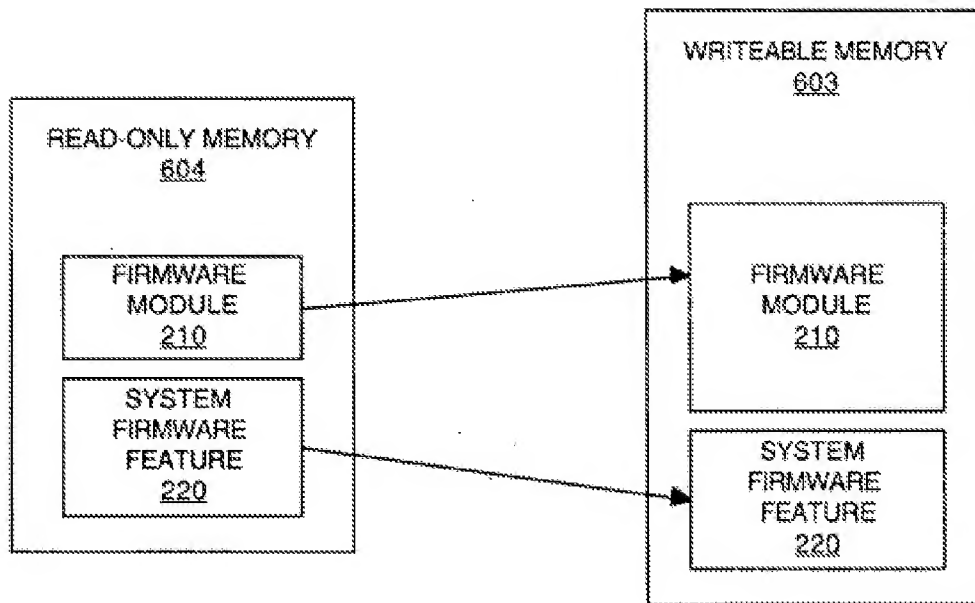 READ-ONLY MEMORY
604
FIRMWARE
MODULE
210
SYSTEM
FIRMWARE
FEATURE
220
WRITEABLE MEMORY
603
FIRMWARE
MODULE
210
SYSTEM
FIRMWARE
FEATURE
220